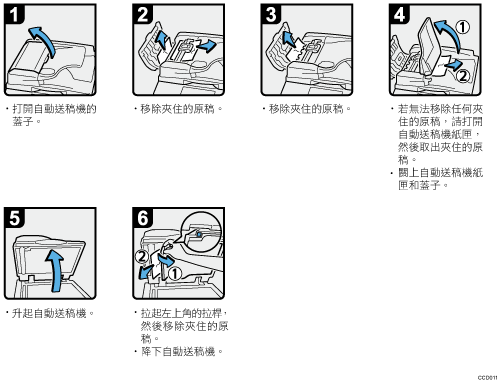 1
・打開自動送稿機的
蓋子。
2
・移除夾住的原稿。
3
・移除夾住的原稿。
4
①
②
・若無法移除任何夾
住的原稿，請打開
自動送稿機紙匣，
然後取出夾住的原
稿。
・關上自動送稿機紙
匣和蓋子。
5
・升起自動送稿機。
6
②
①
・拉起左上角的拉桿，
然後移除夾住的原
稿。
・降下自動送稿機。
CCD011